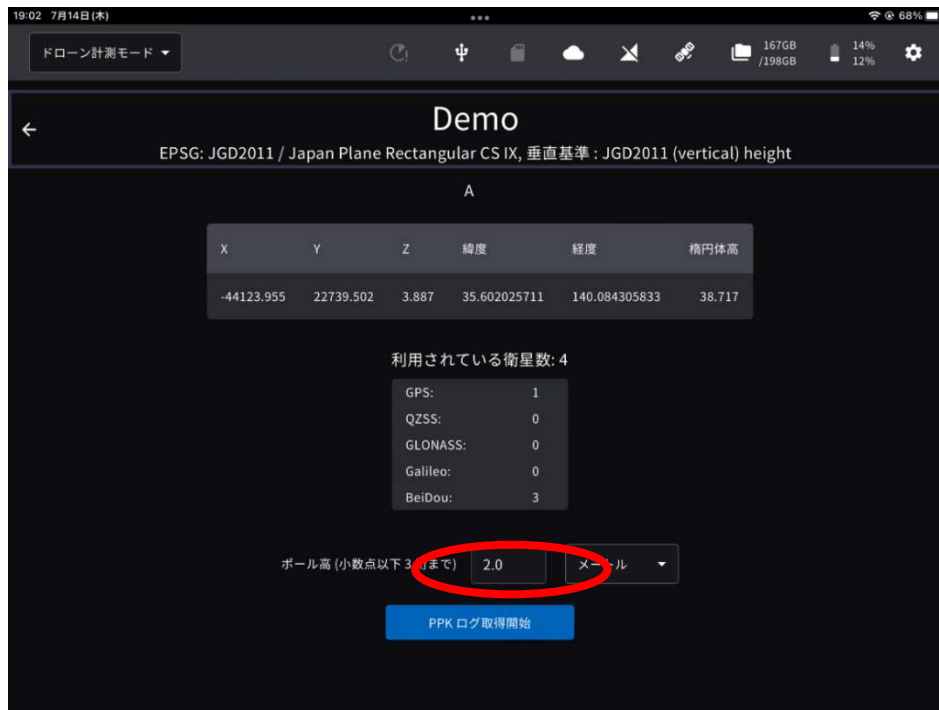 19:02 7月14日(木)
68%
ドローン計測モード
167GB
/198GB
14%
12%
Demo
EPSG: JGD2011 / Japan Plane Rectangular CS IX, 垂直基準 : JGD2011 (vertical) height
A
X Y Z 緯度 経度 楕円体高
-44123.955 22739.502 3.887 35.602025711 140.084305833 38.717
利用されている衛星数: 4
GPS: 1
QZSS: 0
GLONASS: 0
Galileo: 0
BeiDou: 3
ポール高 (小数点以下 3 桁まで) 2.0 メートル
PPK ログ取得開始